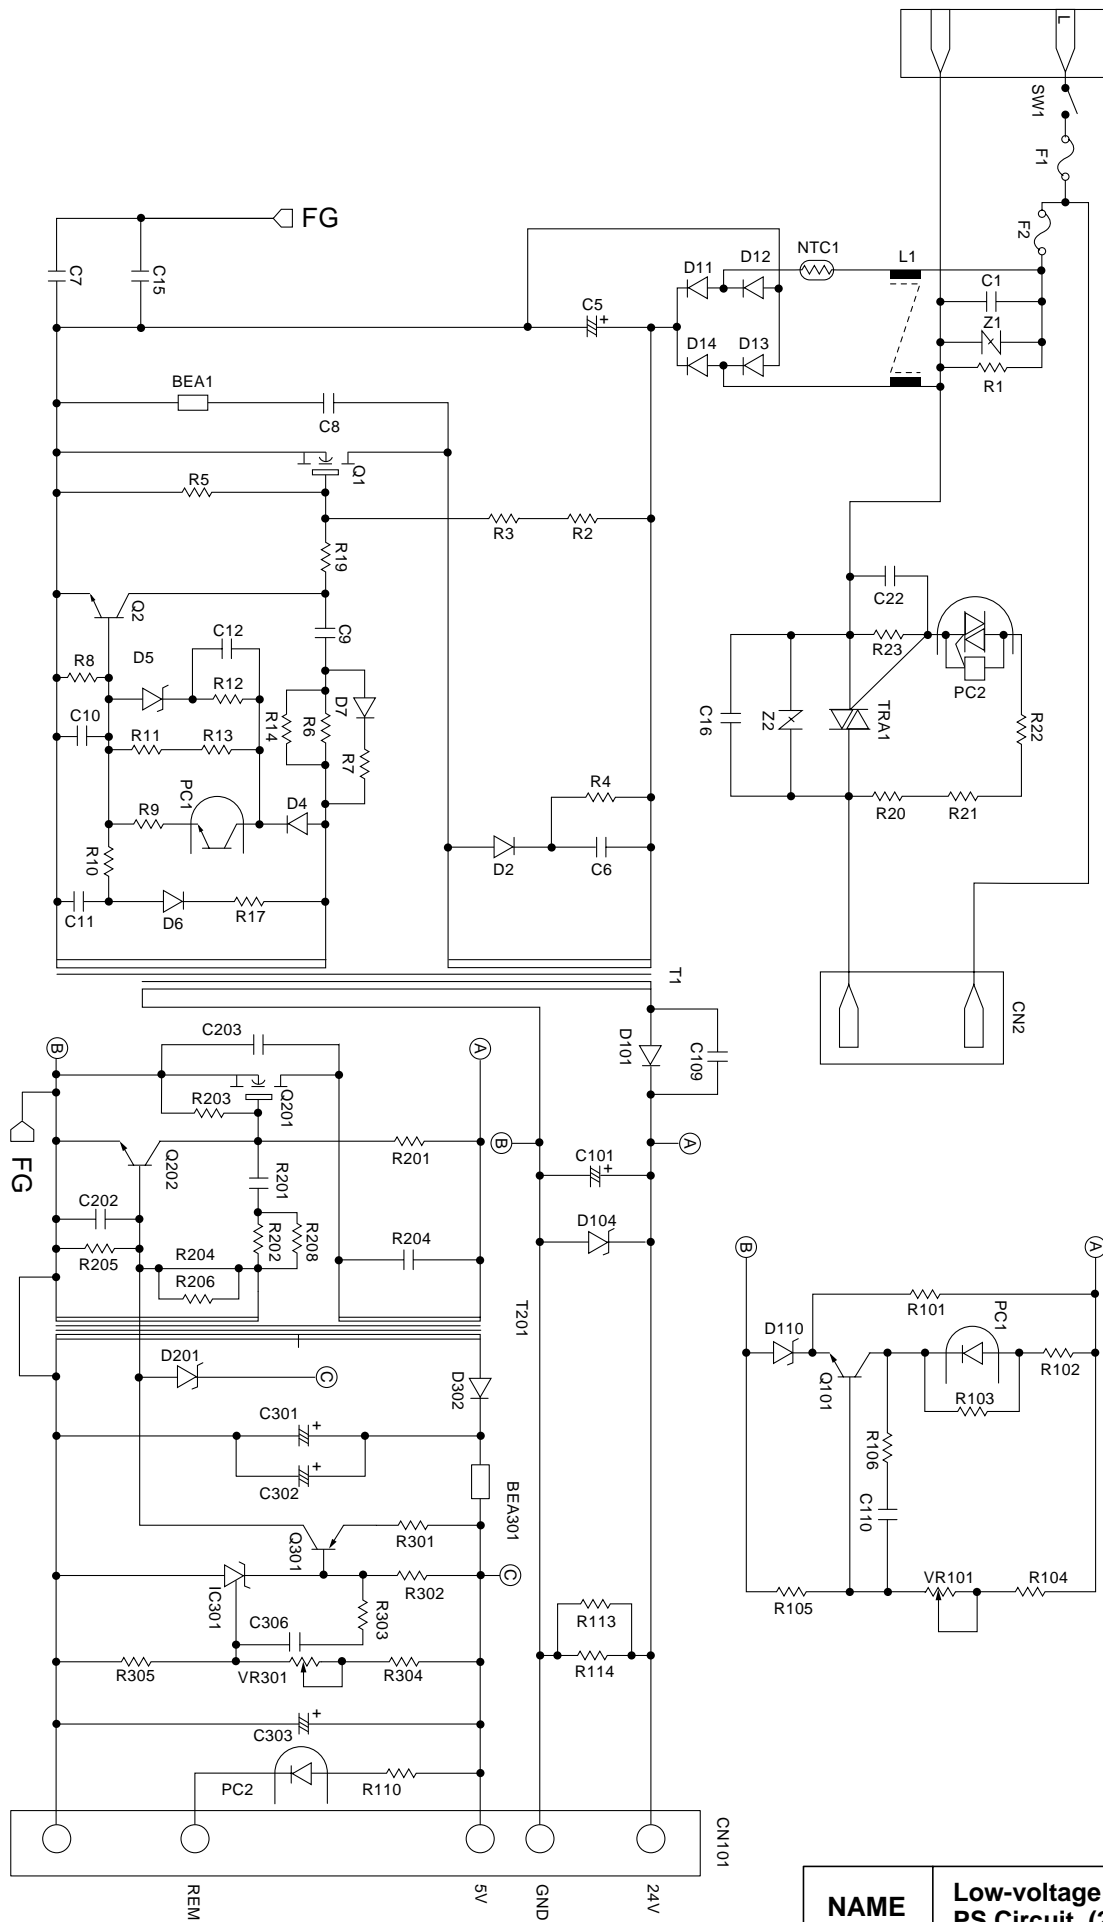 L
SW1
F1
F2
FG
NTC1
L1
D11
D12
C1
C7
C15
C5
+
Z1
D14
D13
R1
BEA1
C8
Q1
R5
R3
R2
R19
C22
Q2
C12
C9
R23
D5
R8
R12
PC2
D7
C10
R14
R6
C16
Z2
TRA1
R22
R11
R13
R7
PC1
R4
R9
D4
R20
R21
R10
D2
C6
C11
D6
R17
T1
CN2
C203
B
A
D101
C109
R203
Q201
B
A
FG
Q202
R201
C101
+
R201
C202
D104
R208
R202
R204
R204
B
A
R205
R206
R101
PC1
T201
D110
D201
C
D302
Q101
R102
C301
+
R103
+
C302
R106
BEA301
C110
Q301
R301
IC301
R302
C
VR101
R104
R303
R113
R105
C306
R305
VR301
R304
R114
+
C303
PC2
R110
CN101
REM
5V
GND
24V
NAME
Low-voltage